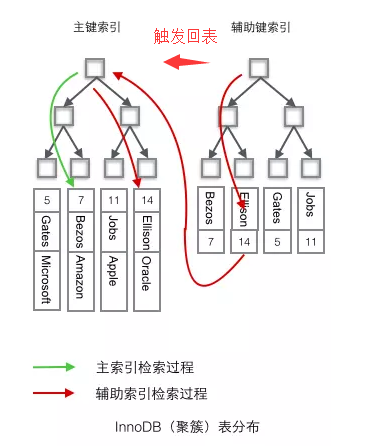 主键索引
触发回表
辅助键索引
5 Gates Microsoft
7 Bezos Amazon
11 Jobs Apple
14 Ellison Oracle
Bezos 7
Ellison 14
Gates 5
Jobs 11
主索引检索过程
辅助索引检索过程
InnoDB（聚簇）表分布